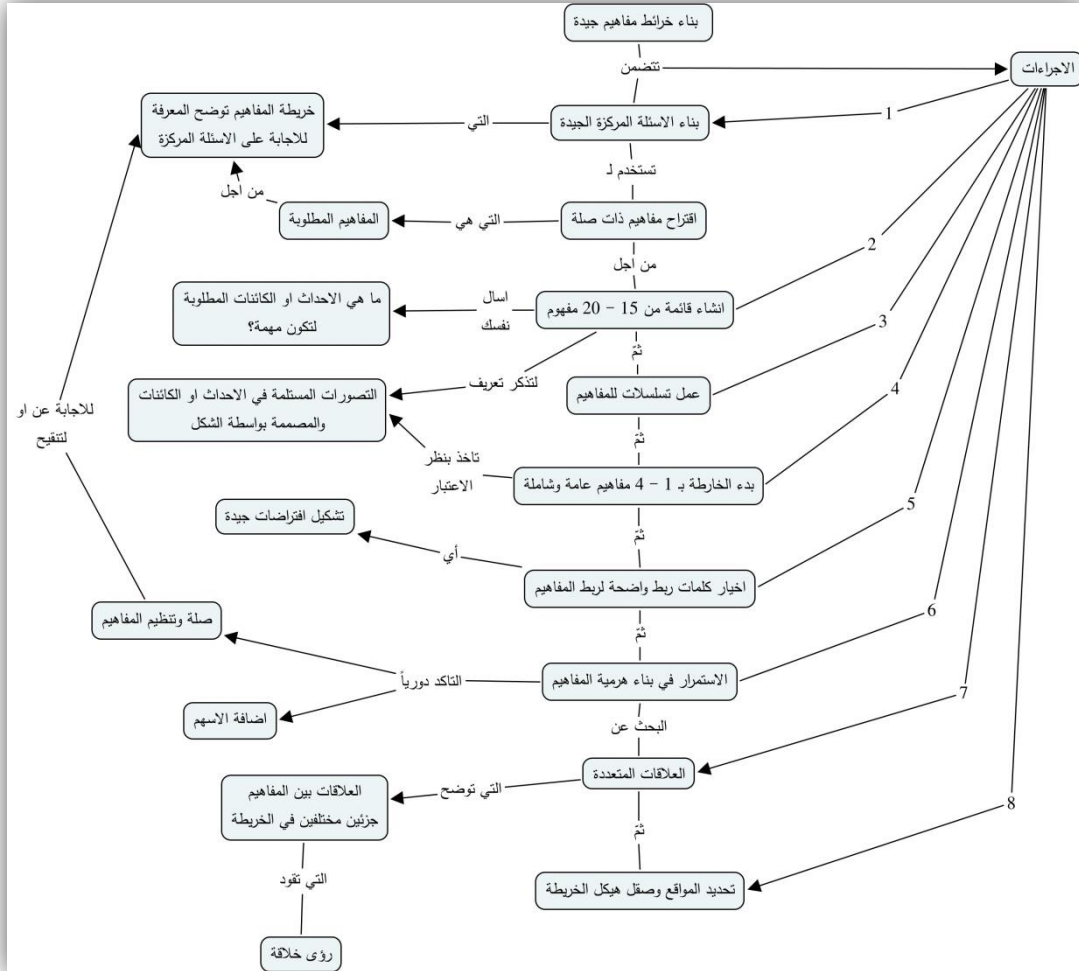 بناء خرائط مفاهيم جيدة
تتضمن
الاجراءات
1
بناء الاسئلة المركزة الجيدة
التي
خريطة المفاهيم توضح المعرفة
للاجابة على الاسئلة المركزة
تستخدم لـ
من اجل
اقتراح مفاهيم ذات صلة
التي هي
المفاهيم المطلوبة
2
من اجل
انشاء قائمة من 15 – 20 مفهوم
اسال
نفسك
ما هي الاحداث او الكائنات المطلوبة
لتكون مهمة؟
3
ثمّ
لتذكر تعريف
عمل تسلسلات للمفاهيم
التصورات المستلمة في الاحداث او الكائنات
والمصممة بواسطة الشكل
4
ثمّ
تاخذ بنظر
الاعتبار
بدء الخارطة بـ 1 – 4 مفاهيم عامة وشاملة
للاجابة عن او
لتنقيح
5
ثمّ
تشكيل افتراضات جيدة
أي
اخيار كلمات ربط واضحة لربط المفاهيم
6
ثمّ
صلة وتنظيم المفاهيم
الاستمرار في بناء هرمية المفاهيم
التاكد دورياً
اضافة الاسهم
7
البحث عن
العلاقات المتعددة
التي توضح
العلاقات بين المفاهيم
جزئين مختلفين في الخريطة
8
ثمّ
تحديد المواقع وصقل هيكل الخريطة
التي تقود
رؤى خلاقة